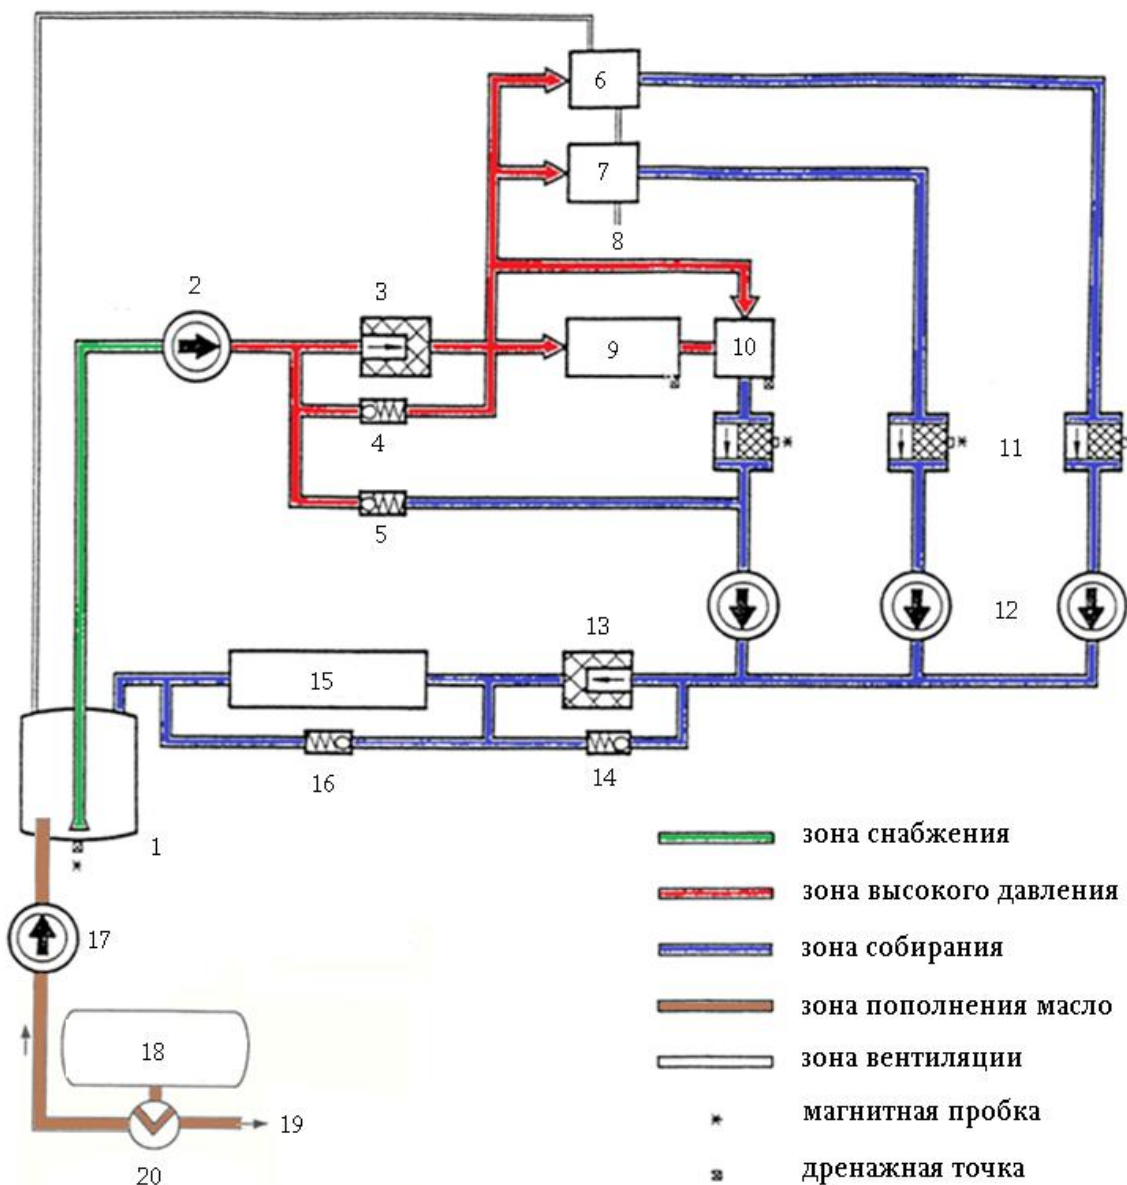 6
7
8
2
3
9
10
4
11
5
12
13
15
16
14
1
зона снабжения
зона высокого давления
17
зона собирания
зона пополнения масло
18
зона вентиляции
19
магнитная пробка
20
дренажная точка